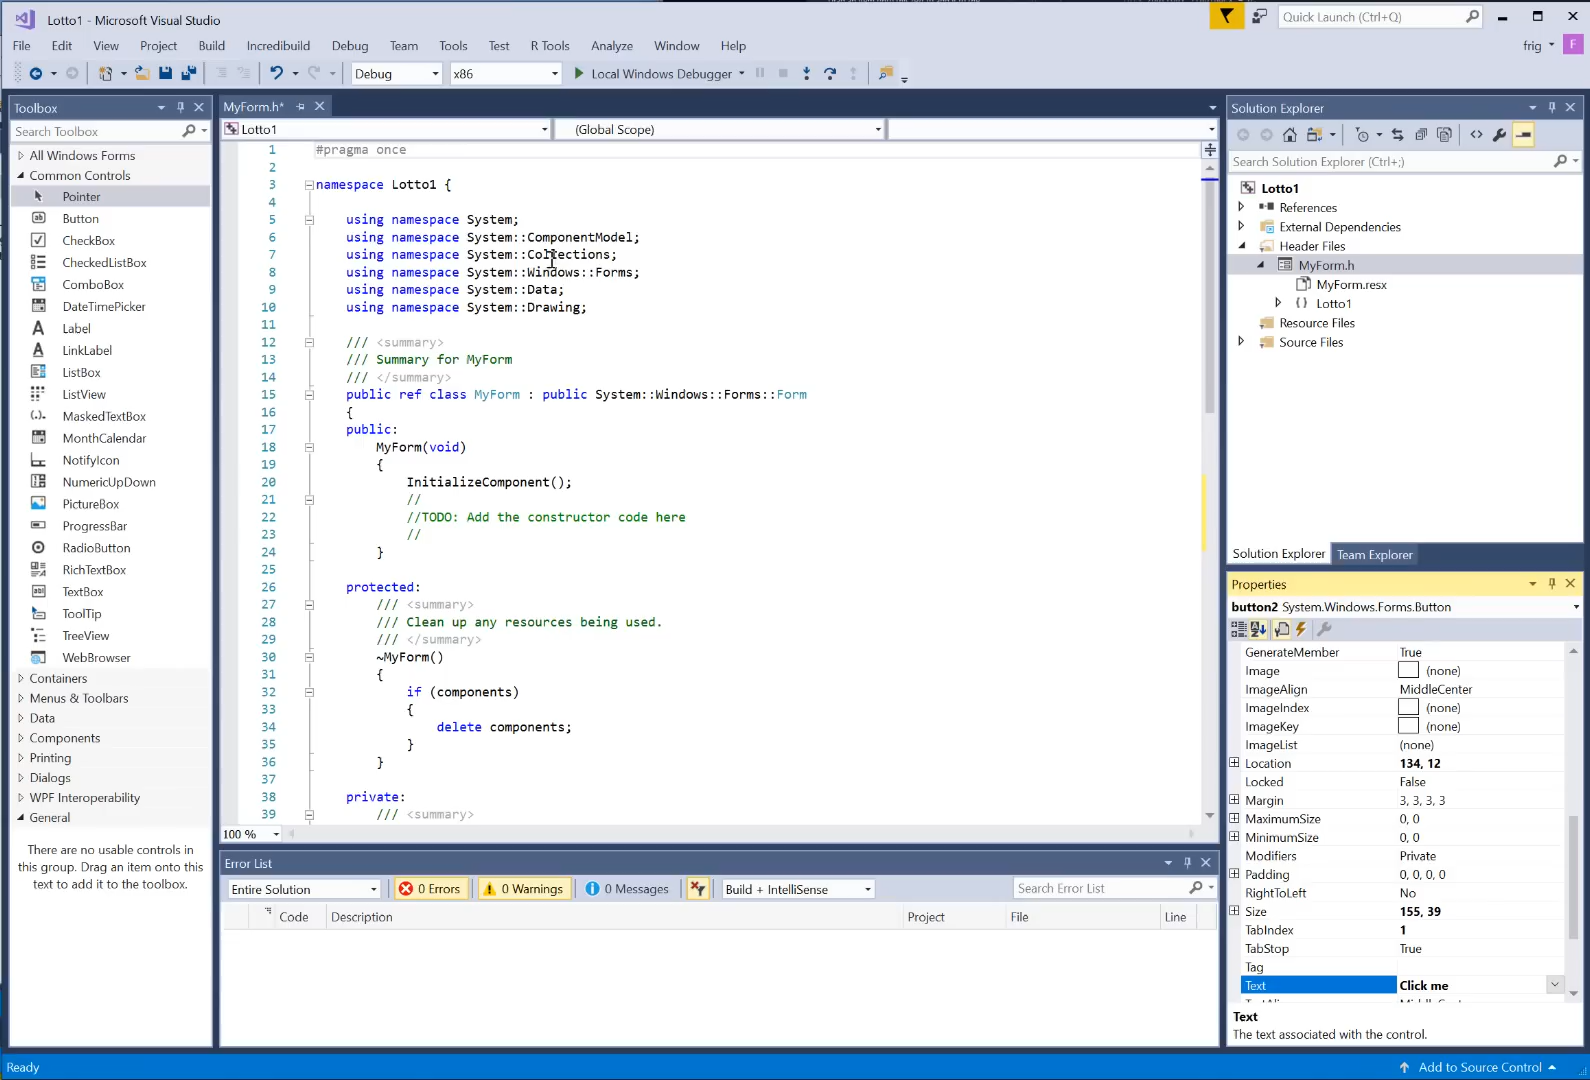 Lotto1 - Microsoft Visual Studio
Quick Launch (Ctrl+Q)
File Edit View Project Build Incredibuild Debug Team Tools Test R Tools Analyze Window Help
frig F
Debug x86 Local Windows Debugger
Toolbox
Search Toolbox
All Windows Forms
Common Controls
Pointer
Button
CheckBox
CheckedListBox
ComboBox
DateTimePicker
Label
LinkLabel
ListBox
ListView
MaskedTextBox
MonthCalendar
NotifyIcon
NumericUpDown
PictureBox
ProgressBar
RadioButton
RichTextBox
TextBox
ToolTip
TreeView
WebBrowser
Containers
Menus & Toolbars
Data
Components
Printing
Dialogs
WPF Interoperability
General
There are no usable controls in
this group. Drag an item onto this
text to add it to the toolbox.
MyForm.h*
Lotto1 (Global Scope)
1 #pragma once
2
3 namespace Lotto1 {
4
5 using namespace System;
6 using namespace System::ComponentModel;
7 using namespace System::Collections;
8 using namespace System::Windows::Forms;
9 using namespace System::Data;
10 using namespace System::Drawing;
11
12 /// <summary>
13 /// Summary for MyForm
14 /// </summary>
15 public ref class MyForm : public System::Windows::Forms::Form
16 {
17 public:
18 MyForm(void)
19 {
20 InitializeComponent();
21 //
22 //TODO: Add the constructor code here
23 //
24 }
25
26 protected:
27 /// <summary>
28 /// Clean up any resources being used.
29 /// </summary>
30 ~MyForm()
31 {
32 if (components)
33 {
34 delete components;
35 }
36 }
37
38 private:
39 /// <summary>
100 %
Error List
Entire Solution 0 Errors 0 Warnings 0 Messages Build + IntelliSense Search Error List
Code Description Project File Line
Solution Explorer
Search Solution Explorer (Ctrl+;)
Lotto1
References
External Dependencies
Header Files
MyForm.h
MyForm.resx
Lotto1
Resource Files
Source Files
Solution Explorer Team Explorer
Properties
button2 System.Windows.Forms.Button
GenerateMember True
Image (none)
ImageAlign MiddleCenter
ImageIndex (none)
ImageKey (none)
ImageList (none)
Location 134, 12
Locked False
Margin 3, 3, 3, 3
MaximumSize 0, 0
MinimumSize 0, 0
Modifiers Private
Padding 0, 0, 0, 0
RightToLeft No
Size 155, 39
TabIndex 1
TabStop True
Tag
Text Click me
Text
The text associated with the control.
Ready
Add to Source Control